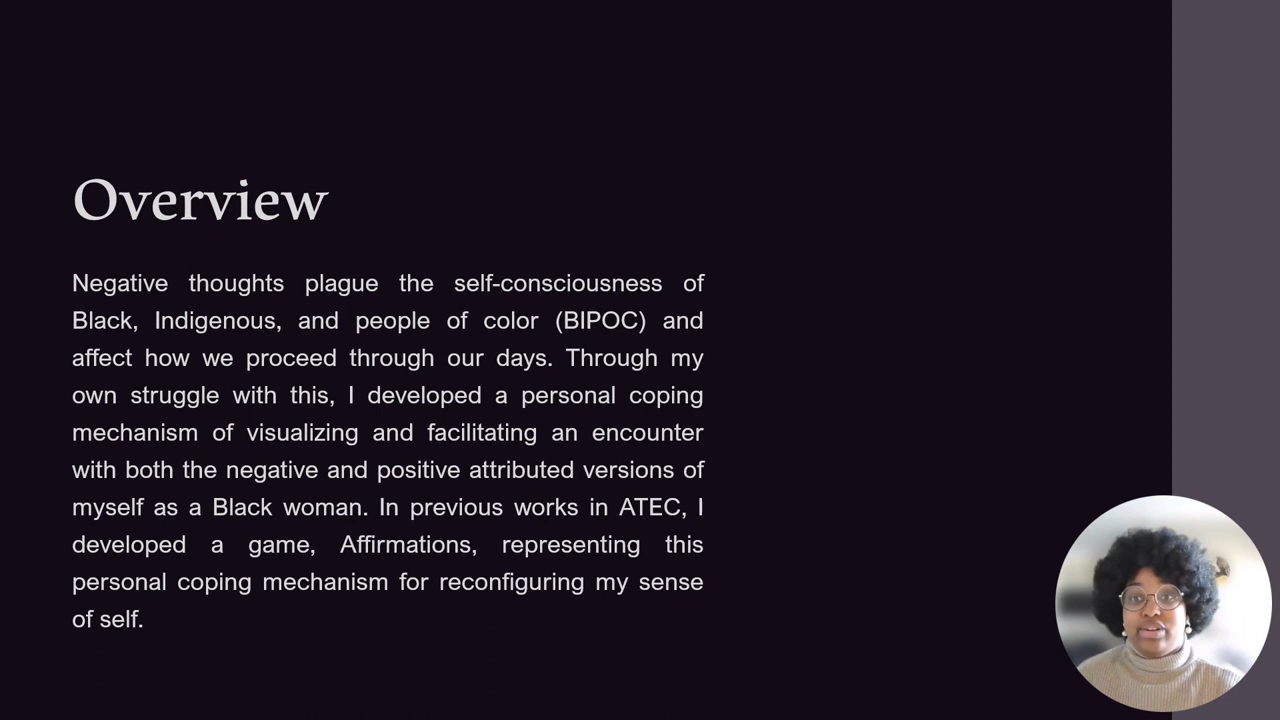 Overview
Negative thoughts plague the self-consciousness of
Black, Indigenous, and people of color (BIPOC) and
affect how we proceed through our days. Through my
own struggle with this, I developed a personal coping
mechanism of visualizing and facilitating an encounter
with both the negative and positive attributed versions of
myself as a Black woman. In previous works in ATEC, I
developed a game, Affirmations, representing this
personal coping mechanism for reconfiguring my sense
of self.